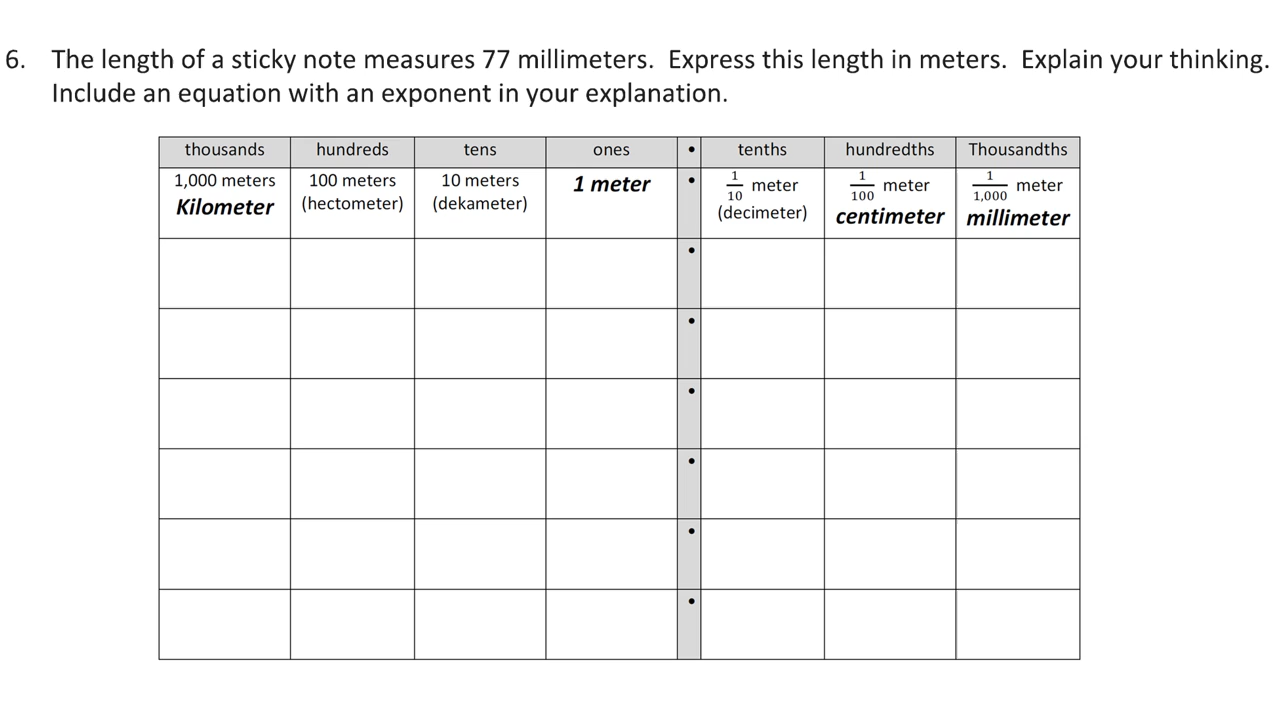 6. The length of a sticky note measures 77 millimeters. Express this length in meters. Explain your thinking.
Include an equation with an exponent in your explanation.
thousands hundreds tens ones • tenths hundredths Thousandths
1,000 meters 100 meters 10 meters 1 meter • 1/10 meter 1/100 meter 1/1,000 meter
Kilometer (hectometer) (dekameter) (decimeter) centimeter millimeter
•
•
•
•
•
•